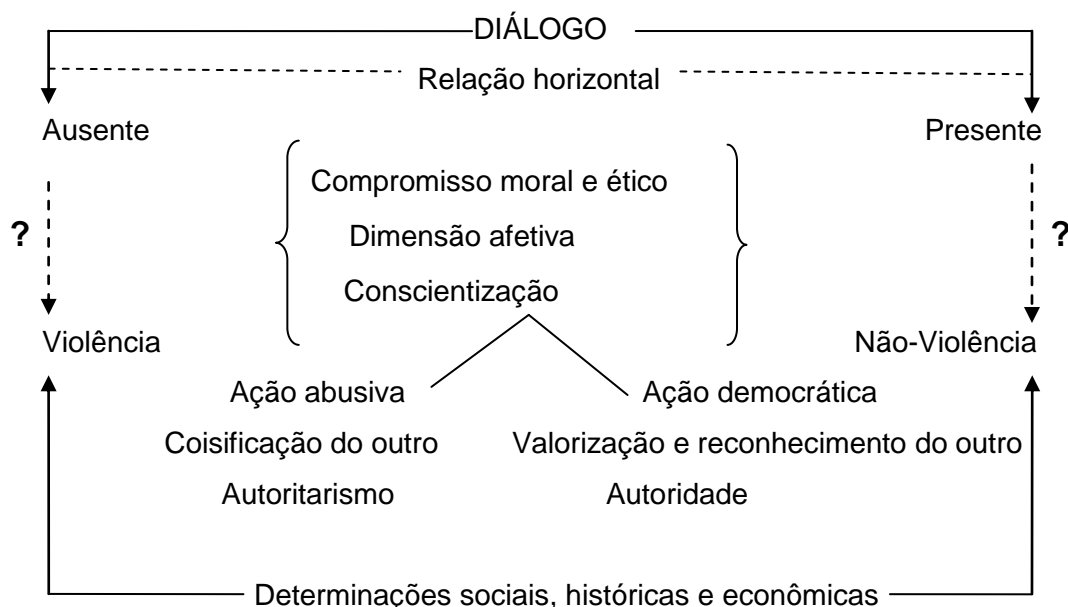 DIÁLOGO
Relação horizontal
Ausente Presente
Compromisso moral e ético
? Dimensão afetiva ?
Conscientização
Violência Não-Violência
Ação abusiva Ação democrática
Coisificação do outro Valorização e reconhecimento do outro
Autoritarismo Autoridade
Determinações sociais, históricas e econômicas